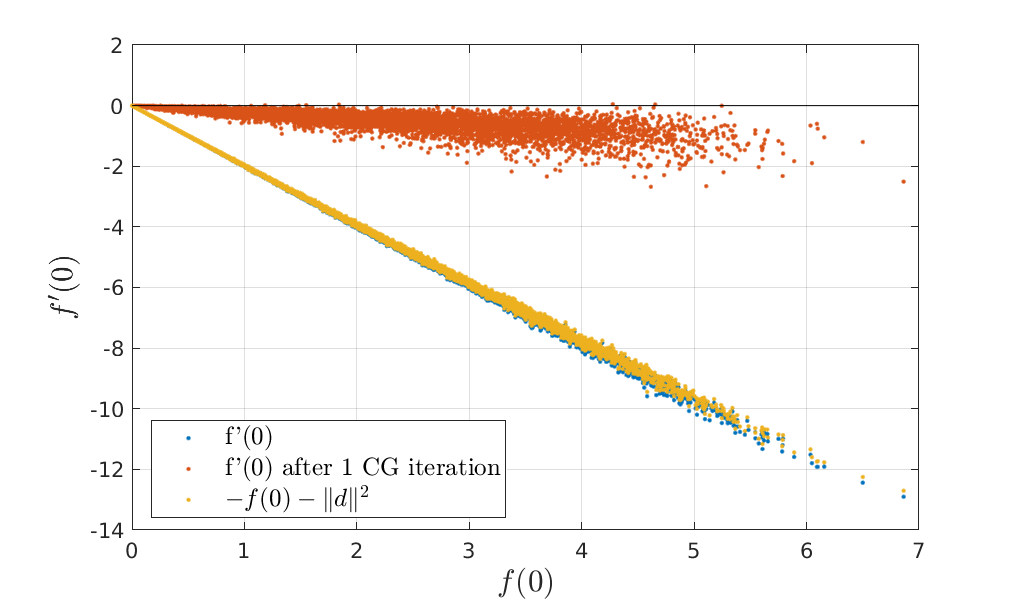 2
0
-2
-4
-6
-8
-10
-12
-14
f'(0)
f'(0)
f'(0) after 1 CG iteration
−f(0) − ‖d‖²
0 1 2 3 4 5 6 7
f(0)